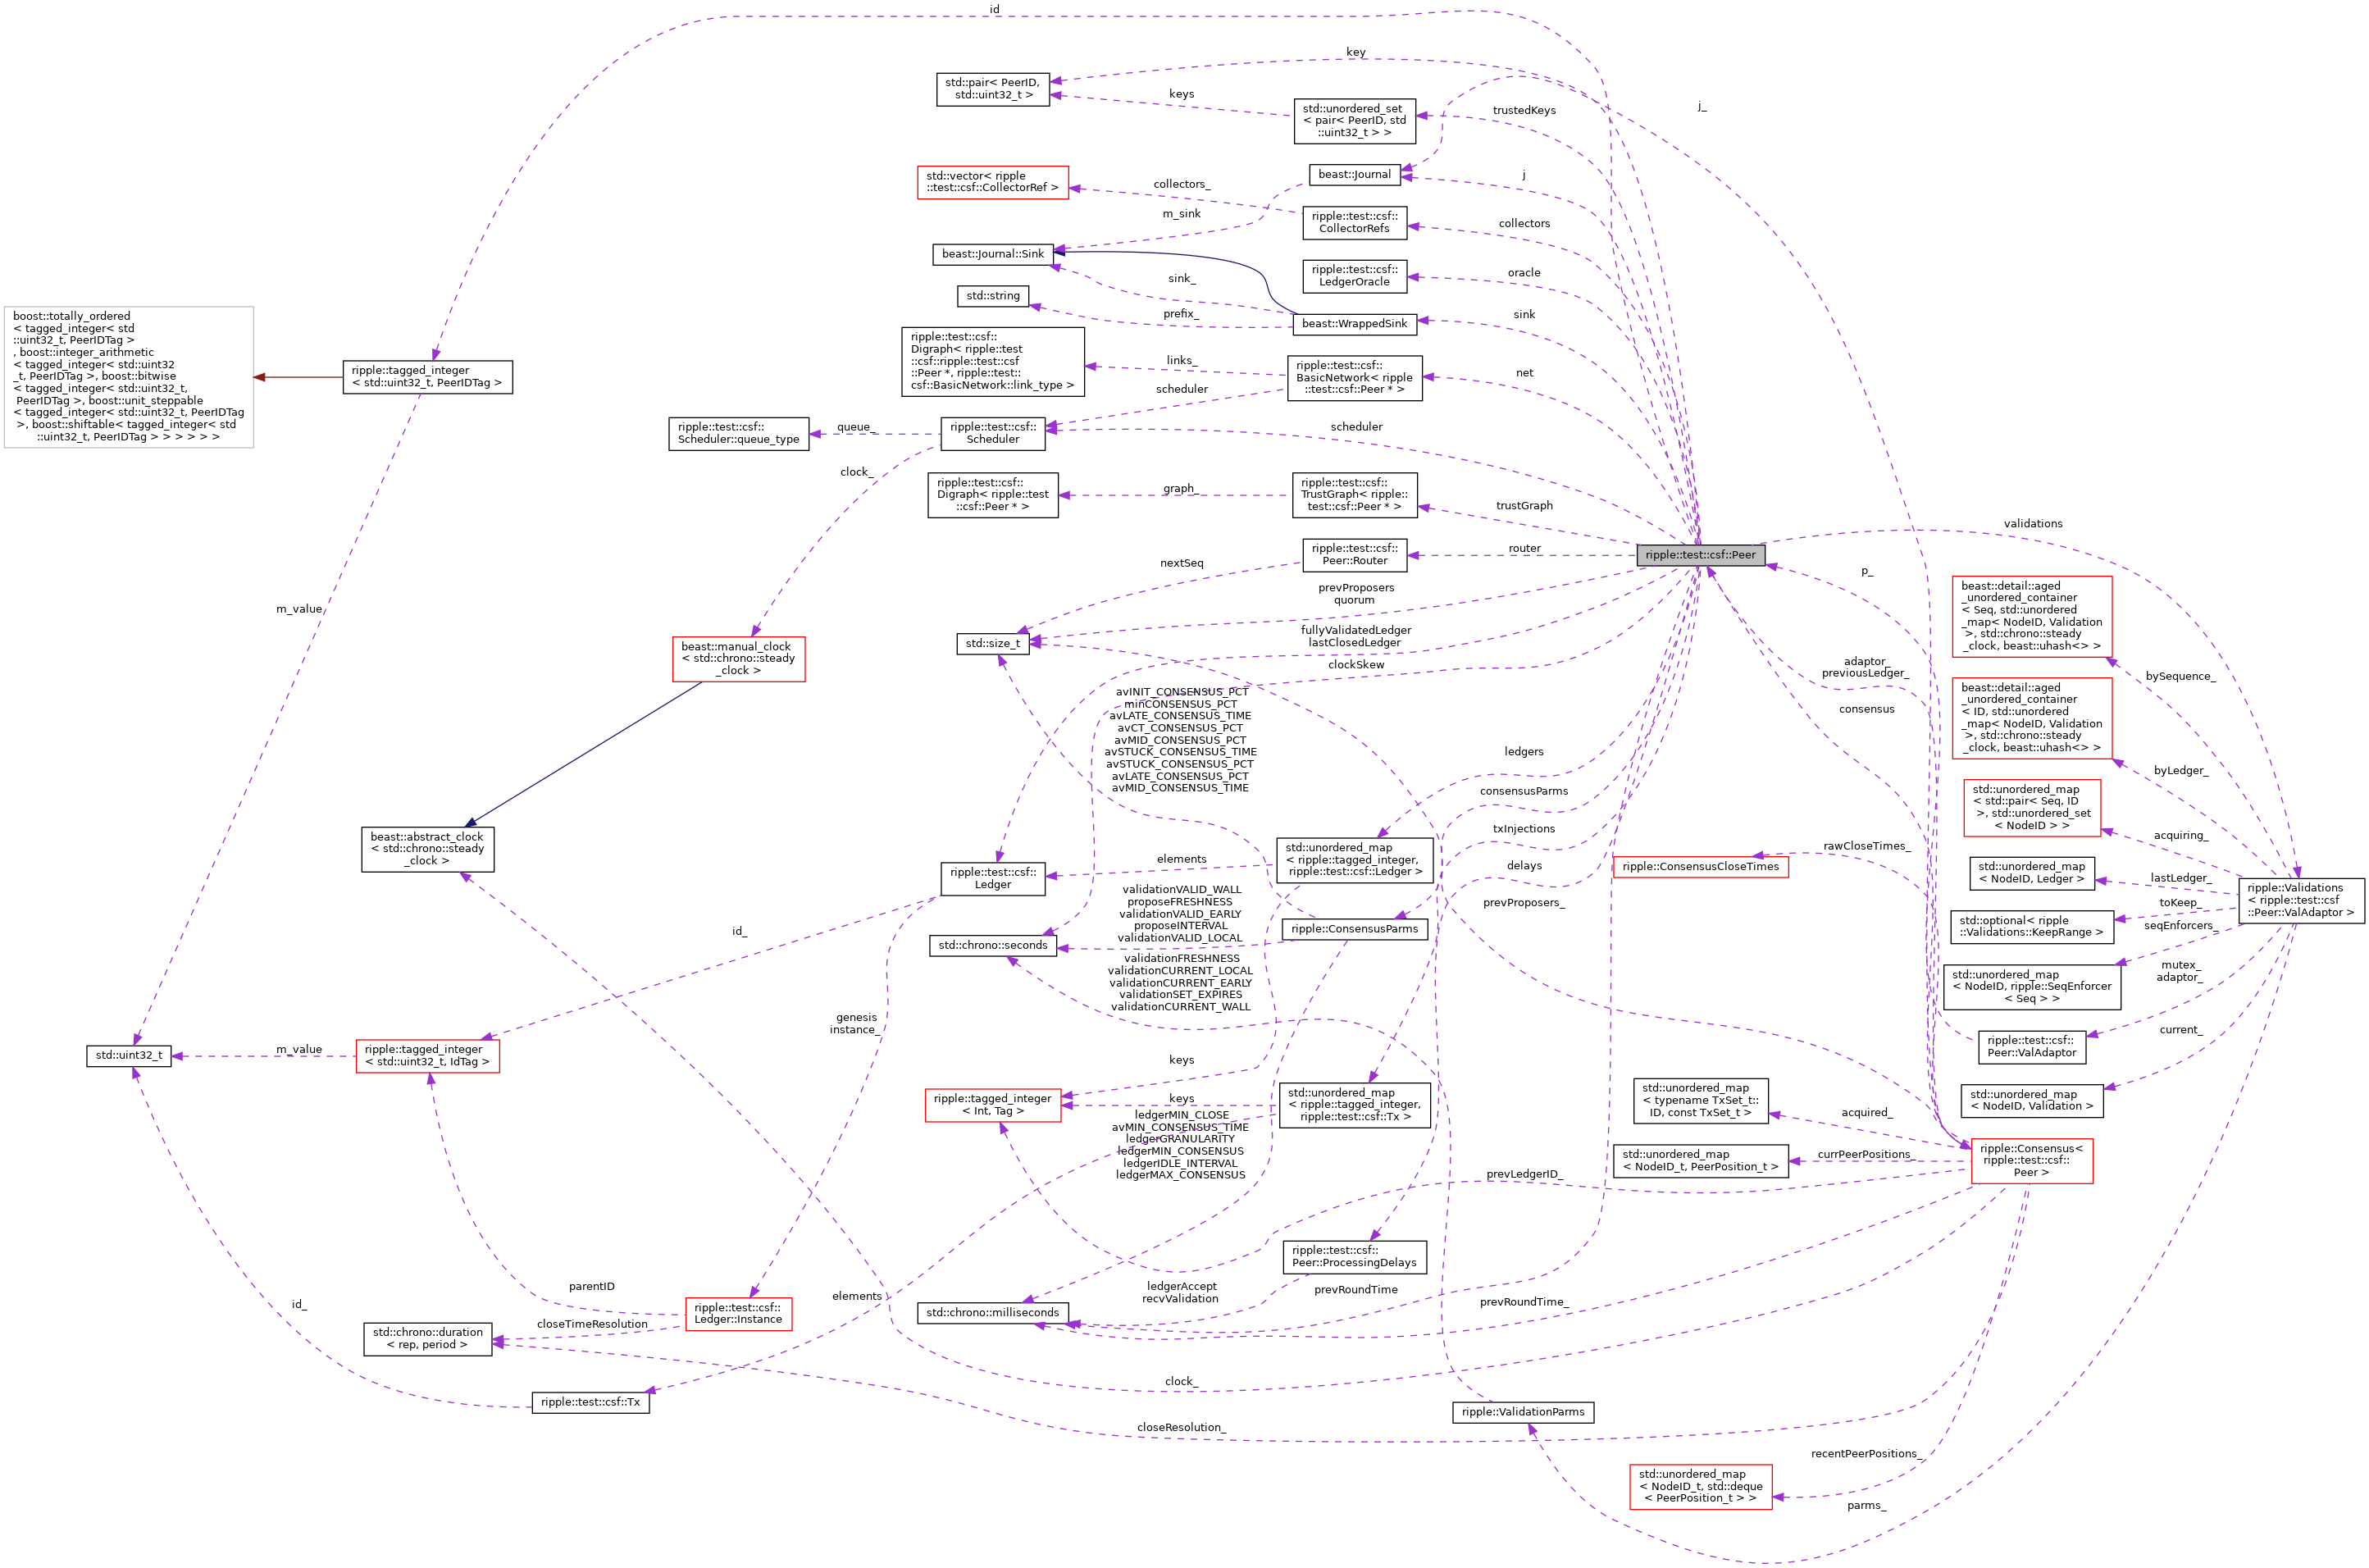 id
key
std::pair< PeerID,
std::uint32_t >
keys
std::unordered_set
< pair< PeerID, std
::uint32_t > >
trustedKeys
j_
std::vector< ripple
::test::csf::CollectorRef >
collectors_
beast::Journal
j
m_sink
ripple::test::csf::
CollectorRefs
collectors
beast::Journal::Sink
sink_
ripple::test::csf::
LedgerOracle
oracle
std::string
prefix_
beast::WrappedSink
sink
boost::totally_ordered
< tagged_integer< std
::uint32_t, PeerIDTag >
, boost::integer_arithmetic
< tagged_integer< std::uint32
_t, PeerIDTag >, boost::bitwise
< tagged_integer< std::uint32_t,
PeerIDTag >, boost::unit_steppable
< tagged_integer< std::uint32_t, PeerIDTag
>, boost::shiftable< tagged_integer< std
::uint32_t, PeerIDTag > > > > > >
ripple::tagged_integer
< std::uint32_t, PeerIDTag >
ripple::test::csf::
Digraph< ripple::test
::csf::ripple::test::csf
::Peer *, ripple::test::
csf::BasicNetwork::link_type >
links_
scheduler
ripple::test::csf::
BasicNetwork< ripple
::test::csf::Peer * >
net
ripple::test::csf::
Scheduler::queue_type
queue_
ripple::test::csf::
Scheduler
scheduler
clock_
ripple::test::csf::
Digraph< ripple::test
::csf::Peer * >
graph_
ripple::test::csf::
TrustGraph< ripple::
test::csf::Peer * >
trustGraph
ripple::test::csf::
Peer::Router
router
ripple::test::csf::Peer
validations
nextSeq
prevProposers
quorum
p_
beast::detail::aged
_unordered_container
< Seq, std::unordered
_map< NodeID, Validation
>, std::chrono::steady
_clock, beast::uhash<> >
m_value
beast::manual_clock
< std::chrono::steady
_clock >
std::size_t
fullyValidatedLedger
lastClosedLedger
clockSkew
adaptor_
previousLedger_
bySequence_
avINIT_CONSENSUS_PCT
minCONSENSUS_PCT
avLATE_CONSENSUS_TIME
avCT_CONSENSUS_PCT
avMID_CONSENSUS_PCT
avSTUCK_CONSENSUS_TIME
avSTUCK_CONSENSUS_PCT
avLATE_CONSENSUS_PCT
avMID_CONSENSUS_TIME
consensus
beast::detail::aged
_unordered_container
< ID, std::unordered
_map< NodeID, Validation
>, std::chrono::steady
_clock, beast::uhash<> >
byLedger_
ledgers
consensusParms
txInjections
delays
std::unordered_map
< std::pair< Seq, ID
>, std::unordered_set
< NodeID > >
acquiring_
beast::abstract_clock
< std::chrono::steady
_clock >
ripple::test::csf::
Ledger
elements
std::unordered_map
< ripple::tagged_integer,
ripple::test::csf::Ledger >
ripple::ConsensusCloseTimes
rawCloseTimes_
std::unordered_map
< NodeID, Ledger >
lastLedger_
ripple::Validations
< ripple::test::csf
::Peer::ValAdaptor >
toKeep_
std::optional< ripple
::Validations::KeepRange >
seqEnforcers_
prevProposers_
validationVALID_WALL
proposeFRESHNESS
validationVALID_EARLY
proposeINTERVAL
validationVALID_LOCAL
id_
std::chrono::seconds
ripple::ConsensusParms
validationFRESHNESS
validationCURRENT_LOCAL
validationCURRENT_EARLY
validationSET_EXPIRES
validationCURRENT_WALL
std::unordered_map
< NodeID, ripple::SeqEnforcer
< Seq > >
mutex_
adaptor_
genesis
instance_
current_
ripple::test::csf::
Peer::ValAdaptor
std::uint32_t
m_value
ripple::tagged_integer
< std::uint32_t, IdTag >
keys
ripple::tagged_integer
< Int, Tag >
keys
std::unordered_map
< ripple::tagged_integer,
ripple::test::csf::Tx >
std::unordered_map
< typename TxSet_t::
ID, const TxSet_t >
acquired_
std::unordered_map
< NodeID, Validation >
ledgerMIN_CLOSE
avMIN_CONSENSUS_TIME
ledgerGRANULARITY
ledgerMIN_CONSENSUS
ledgerIDLE_INTERVAL
ledgerMAX_CONSENSUS
std::unordered_map
< NodeID_t, PeerPosition_t >
currPeerPositions_
ripple::Consensus<
ripple::test::csf::
Peer >
prevLedgerID_
ripple::test::csf::
Peer::ProcessingDelays
parentID
ledgerAccept
recvValidation
prevRoundTime
prevRoundTime_
elements
id_
ripple::test::csf::
Ledger::Instance
std::chrono::milliseconds
closeTimeResolution
std::chrono::duration
< rep, period >
clock_
ripple::test::csf::Tx
ripple::ValidationParms
closeResolution_
recentPeerPositions_
std::unordered_map
< NodeID_t, std::deque
< PeerPosition_t > >
parms_